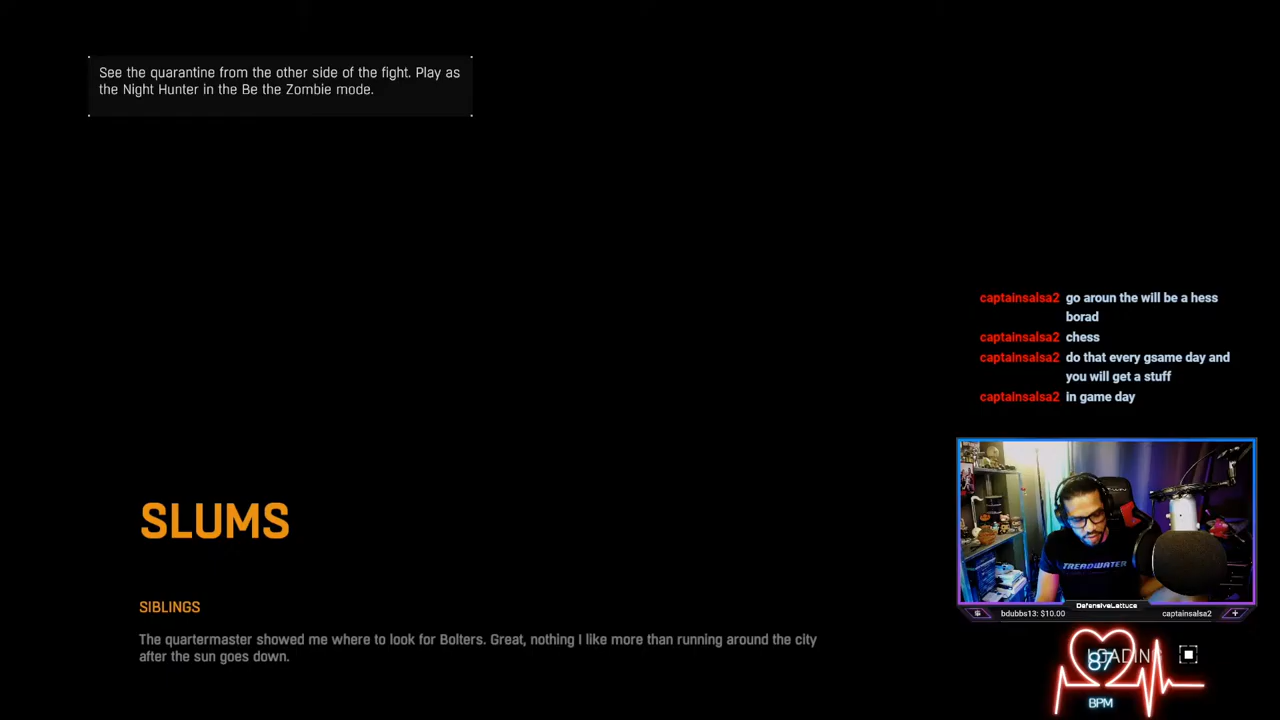 See the quarantine from the other side of the fight. Play as
the Night Hunter in the Be the Zombie mode.
captainsalsa2 go aroun the will be a hess
borad
captainsalsa2 chess
captainsalsa2 do that every gsame day and
you will get a stuff
captainsalsa2 in game day
SLUMS
SIBLINGS
The quartermaster showed me where to look for Bolters. Great, nothing I like more than running around the city
after the sun goes down.
TREADWATER
DefensiveLettuce
bdubbs13: $10.00 captainsalsa2
LOADING
87
BPM